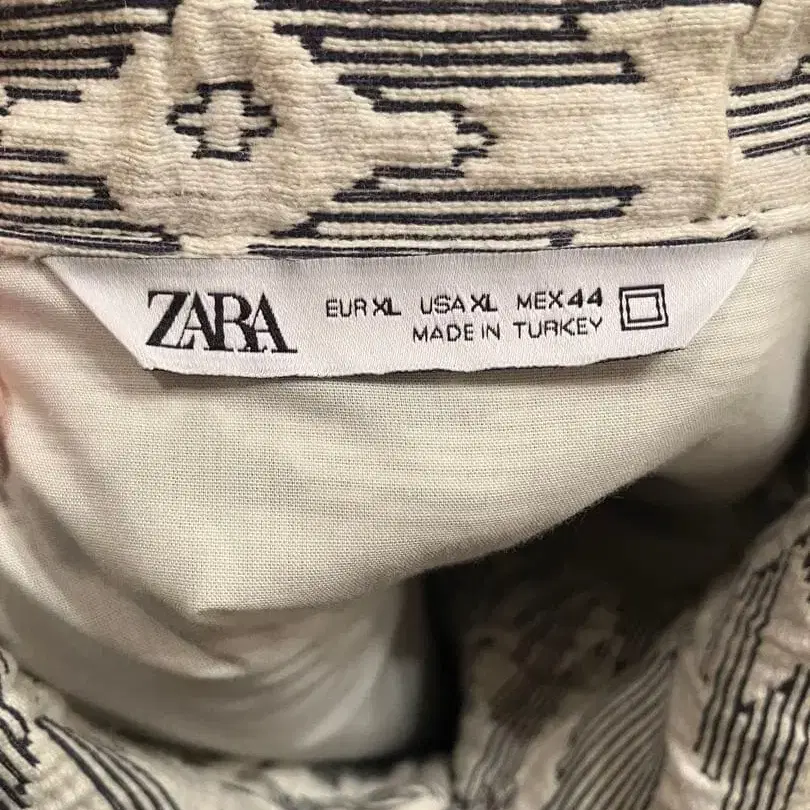 ZARA
EUR XL USA XL MEX 44
MADE IN TURKEY